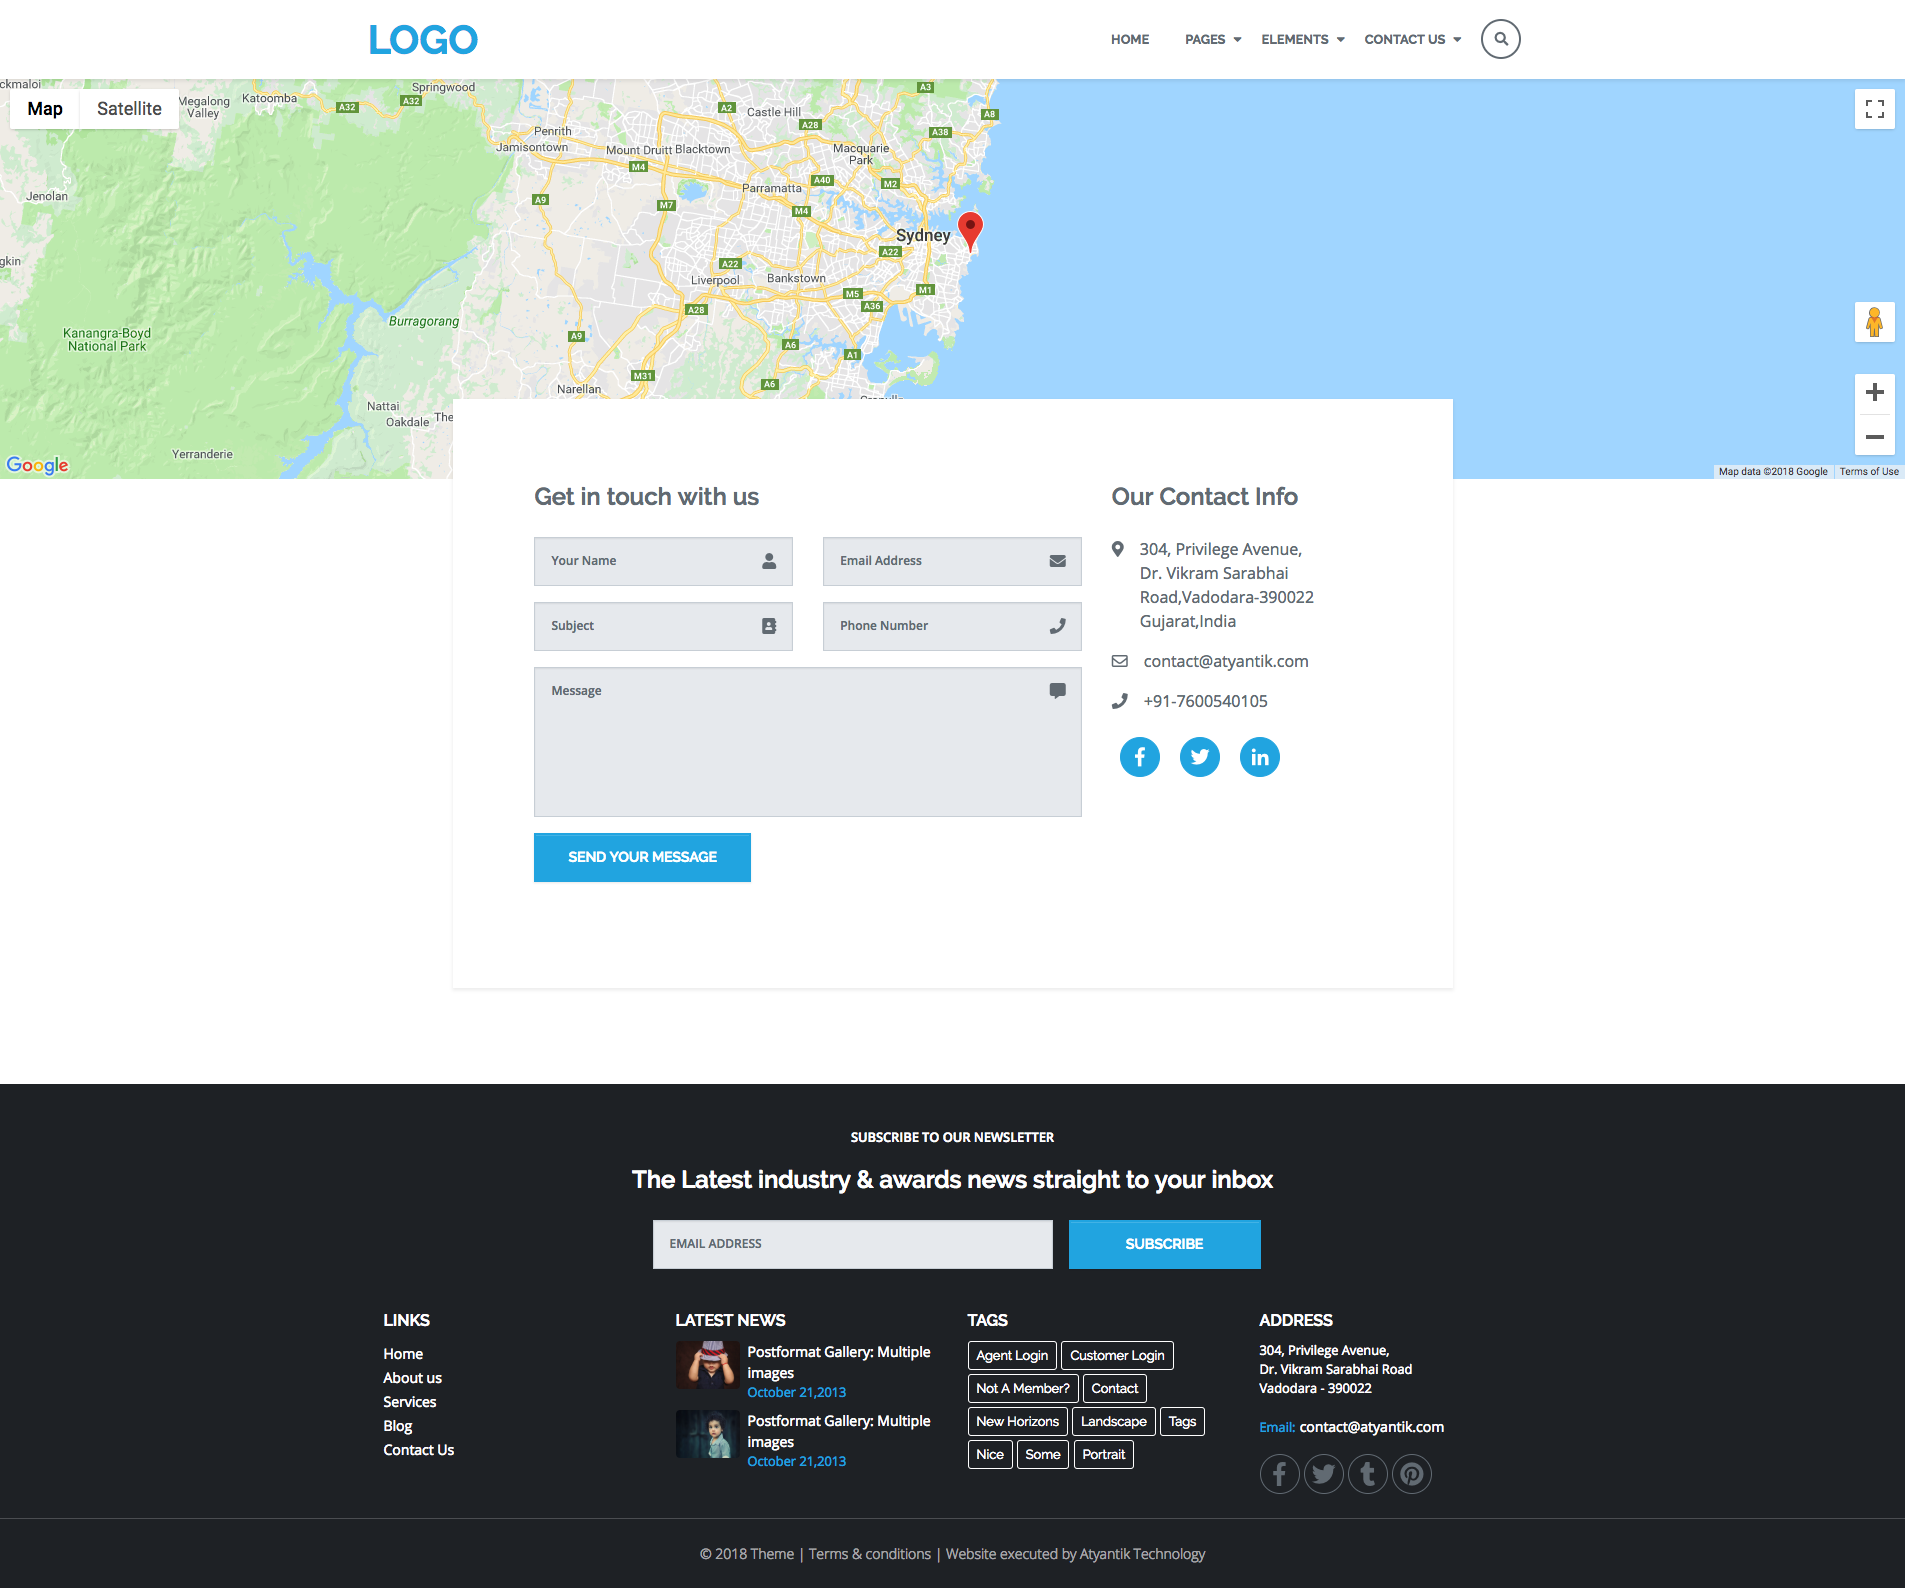 LOGO
HOME
PAGES
ELEMENTS
CONTACT US
ckmaloi
Map
Satellite
Megalong
Valley
Katoomba
A32
A32
Springwood
Penrith
Jamisontown
Mount Druitt
Blacktown
Castle Hill
A2
A28
A3
A8
A38
Macquarie
Park
M4
A40
M2
Parramatta
Jenolan
A9
M7
M4
Sydney
A22
gkin
A22
Liverpool
Bankstown
M5
M1
A36
A28
Burragorang
Kananga-Boyd
National Park
A9
A6
A1
M31
A6
Narellan
Nattai
Oakdale
The
Yerranderie
Google
Map data ©2018 Google
Terms of Use
Get in touch with us
Your Name
Email Address
Subject
Phone Number
Message
SEND YOUR MESSAGE
Our Contact Info
304, Privilege Avenue,
Dr. Vikram Sarabhai
Road,Vadodara-390022
Gujarat,India
contact@atyantik.com
+91-7600540105
SUBSCRIBE TO OUR NEWSLETTER
The Latest industry & awards news straight to your inbox
EMAIL ADDRESS
SUBSCRIBE
LINKS
Home
About us
Services
Blog
Contact Us
LATEST NEWS
Postformat Gallery: Multiple
images
October 21,2013
Postformat Gallery: Multiple
images
October 21,2013
TAGS
Agent Login
Customer Login
Not A Member?
Contact
New Horizons
Landscape
Tags
Nice
Some
Portrait
ADDRESS
304, Privilege Avenue,
Dr. Vikram Sarabhai Road
Vadodara - 390022
Email: contact@atyantik.com
© 2018 Theme | Terms & conditions | Website executed by Atyantik Technology